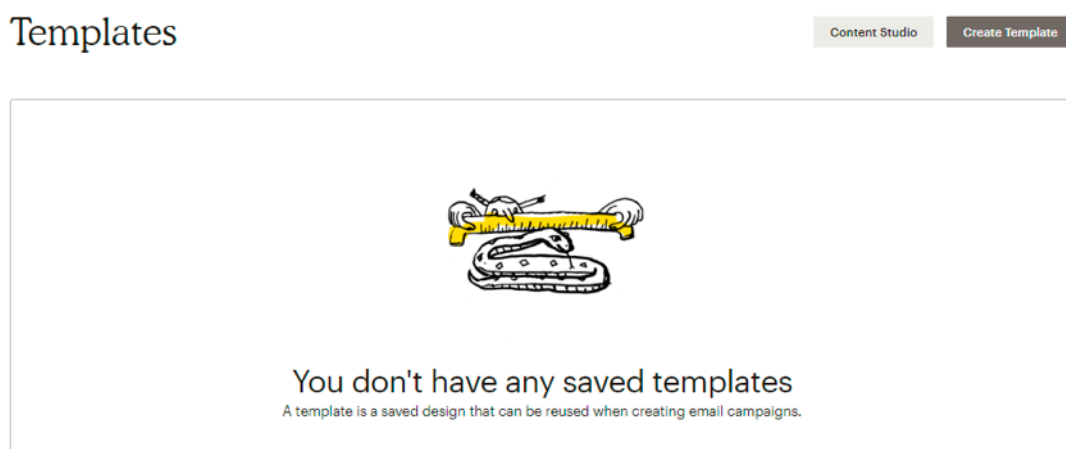 Templates
Content Studio
Create Template
You don't have any saved templates
A template is a saved design that can be reused when creating email campaigns.